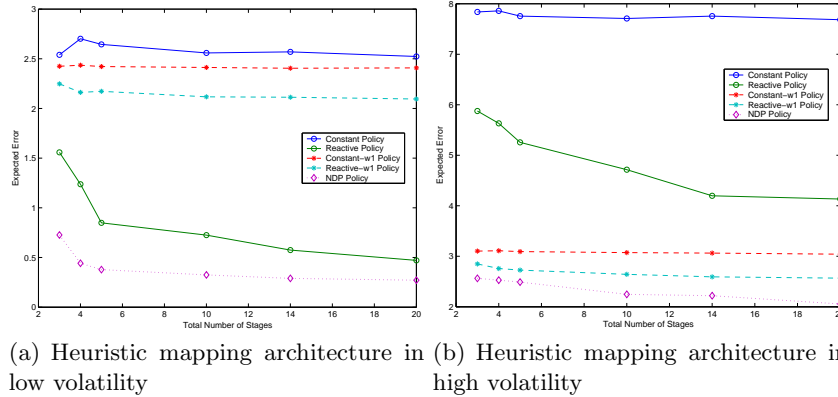 3
2.5
2
1.5
1
0.5
0
Expected Error
2 4 6 8 10 12 14 16 18 20
Total Number of Stages
Constant Policy
Reactive Policy
Constant-w1 Policy
Reactive-w1 Policy
NDP Policy
8
7
6
5
4
3
2
Expected Error
2 4 6 8 10 12 14 16 18 20
Total Number of Stages
Constant Policy
Reactive Policy
Constant-w1 Policy
Reactive-w1 Policy
NDP Policy
(a) Heuristic mapping architecture in
low volatility
(b) Heuristic mapping architecture in
high volatility